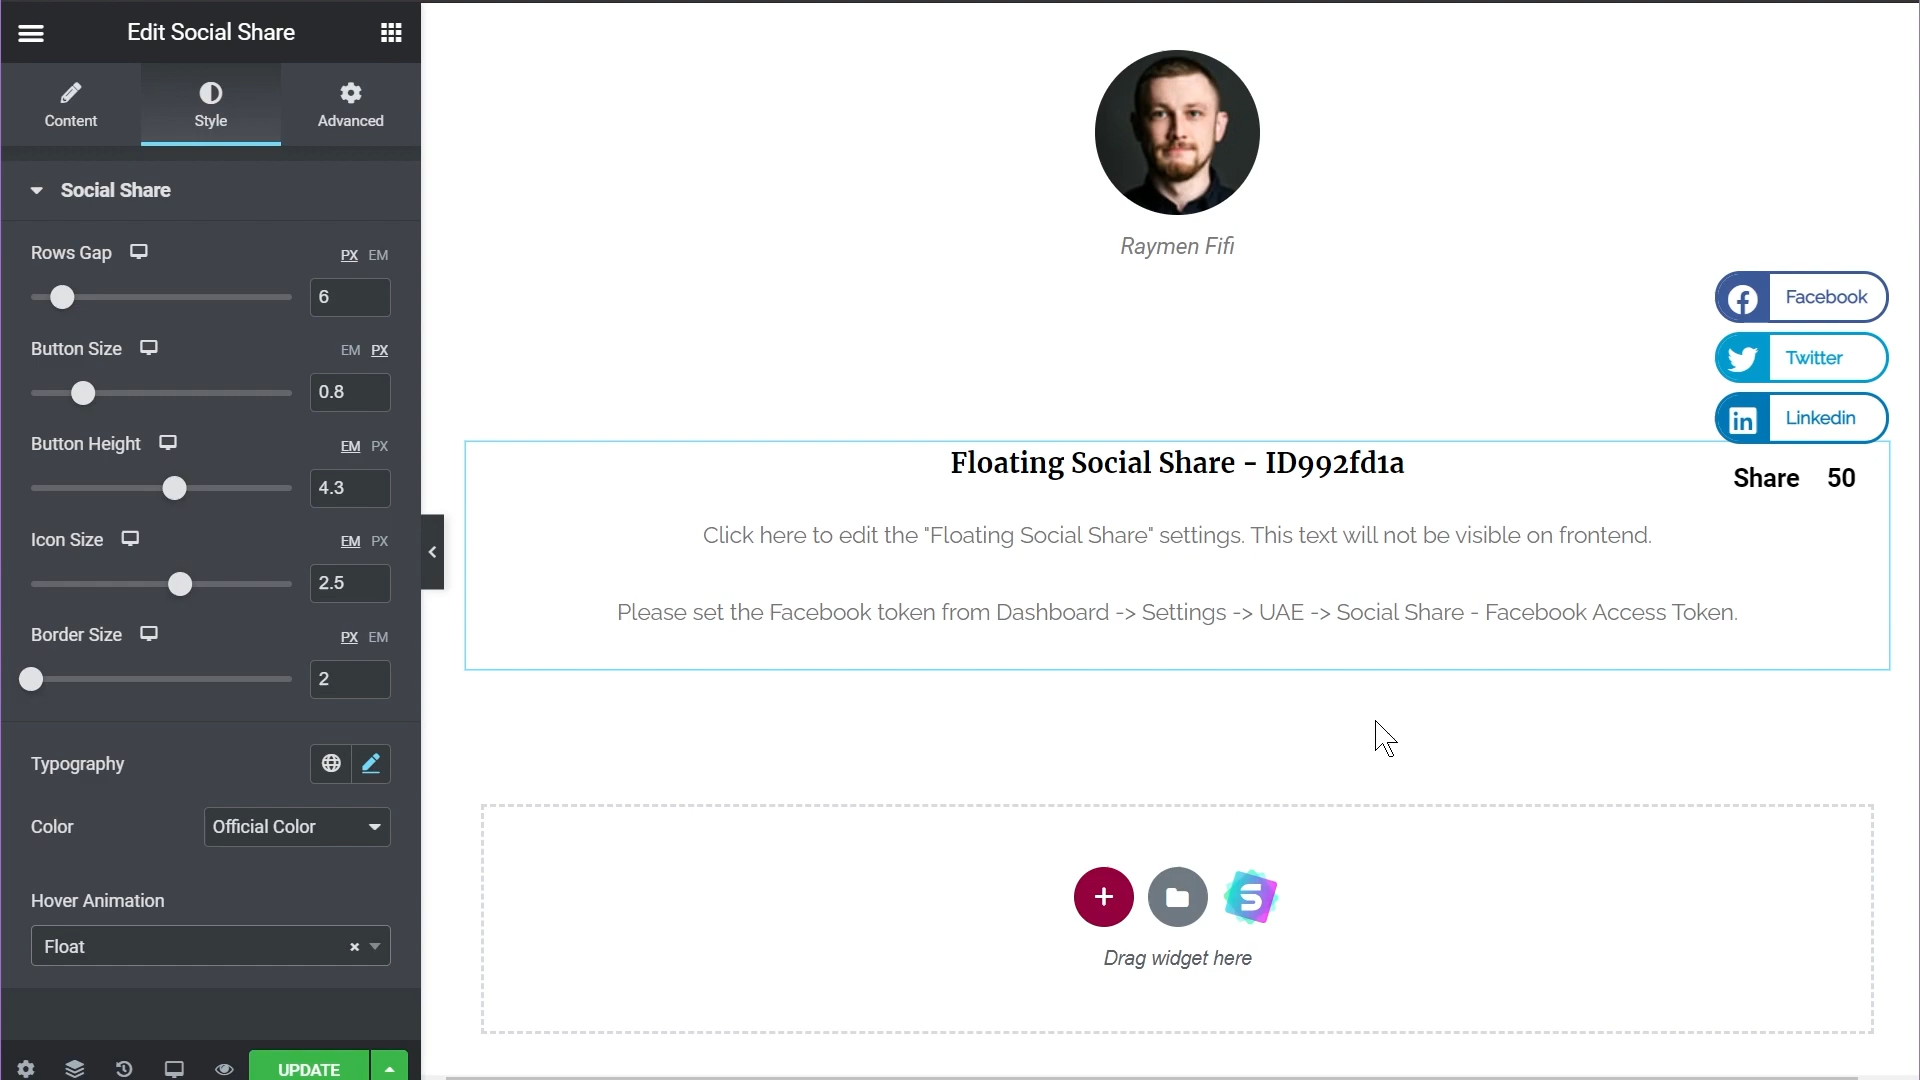 Edit Social Share
Content
Style
Advanced
Social Share
Rows Gap
PX EM
6
Button Size
EM PX
0.8
Button Height
EM PX
4.3
Icon Size
EM PX
2.5
Border Size
PX EM
2
Typography
Color
Official Color
Hover Animation
Float
UPDATE
Raymen Fifi
Facebook
Twitter
Linkedin
Share 50
Floating Social Share - ID992fd1a
Click here to edit the "Floating Social Share" settings. This text will not be visible on frontend.
Please set the Facebook token from Dashboard -> Settings -> UAE -> Social Share - Facebook Access Token.
Drag widget here